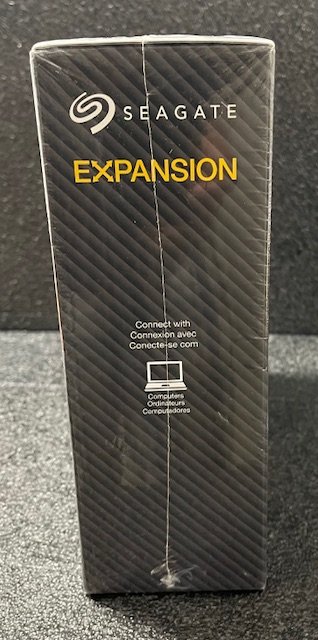 SEAGATE
EXPANSION
Connect with
Connexion avec
Conecte-se com
Computers
Ordinateurs
Computadores